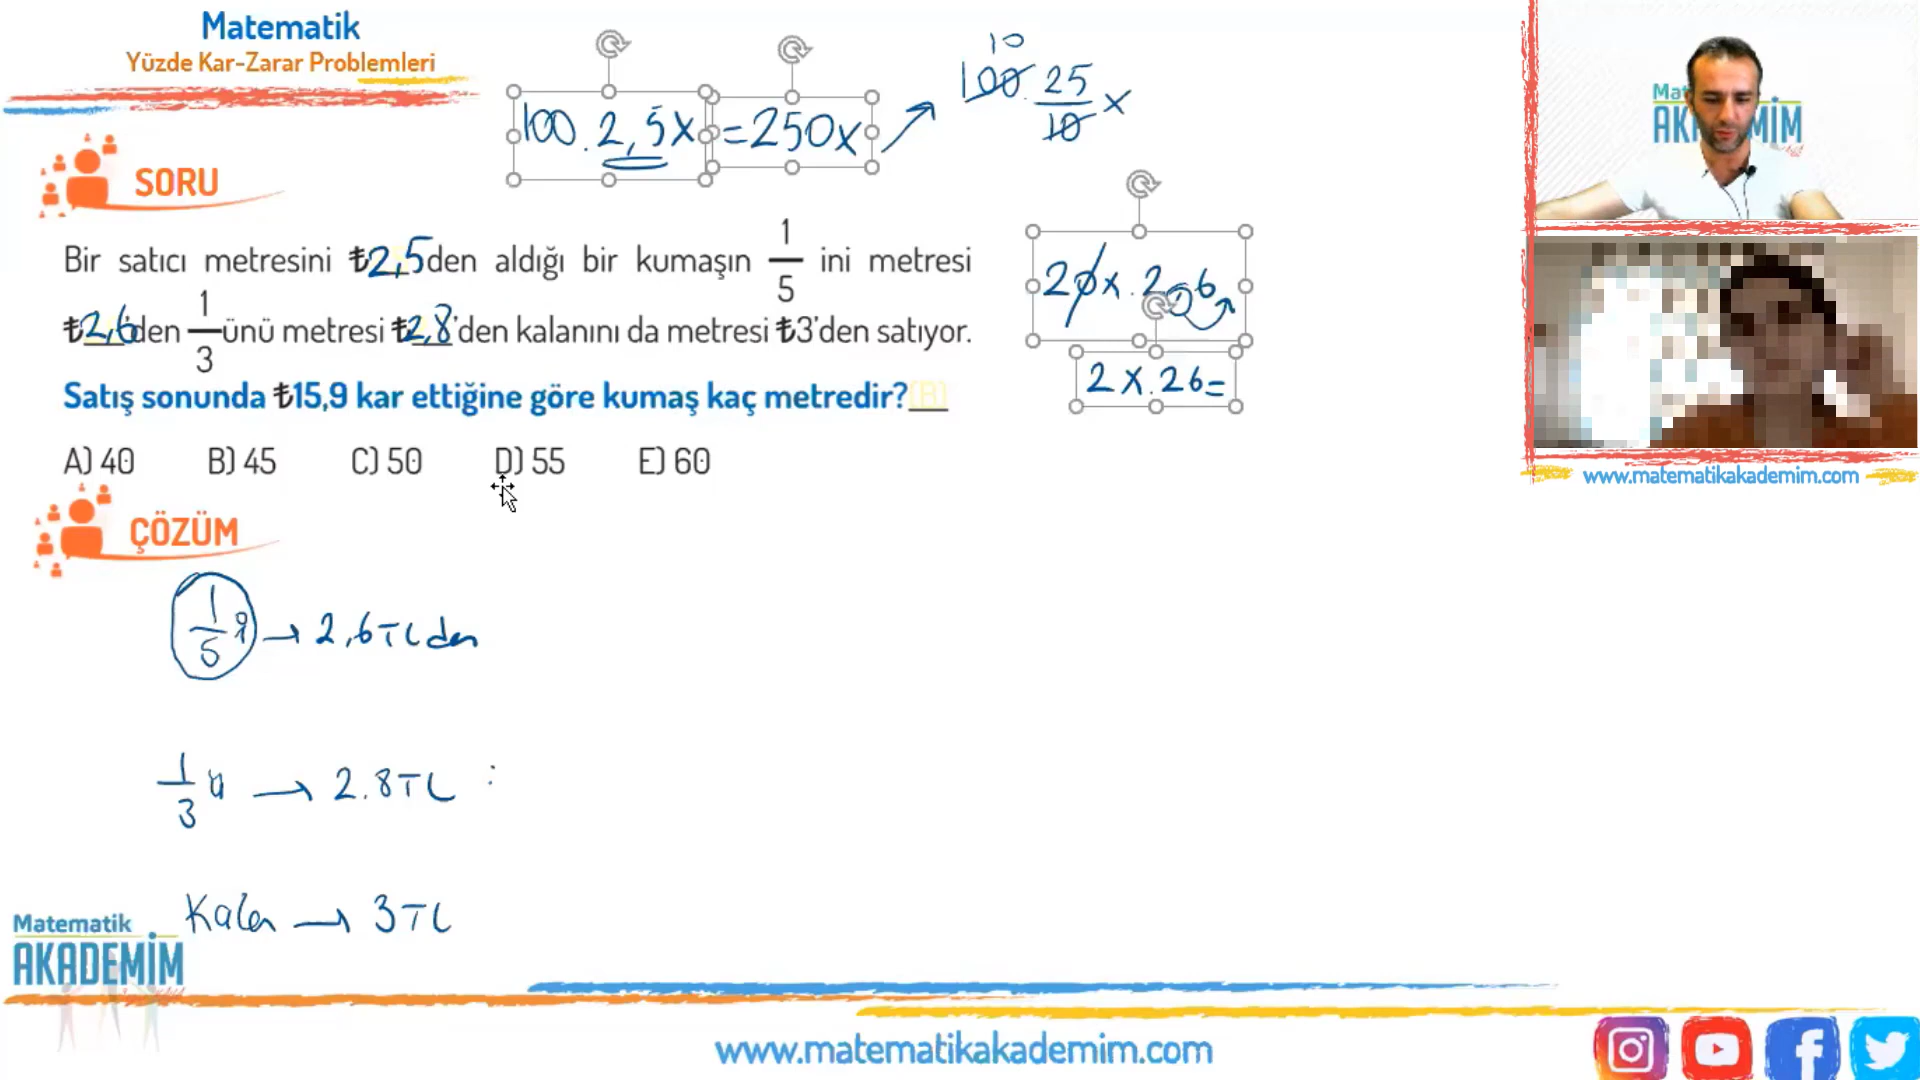 Matematik
Yüzde Kar-Zarar Problemleri
100 . 2,5x = 250x
10
100 . 25/10 x
SORU
Bir satıcı metresini ₺2,5den aldığı bir kumaşın 1/5 ini metresi
₺2,6'den 1/3 ünü metresi ₺2,8'den kalanını da metresi ₺3'den satıyor.
Satış sonunda ₺15,9 kar ettiğine göre kumaş kaç metredir? (B)
A) 40 B) 45 C) 50 D) 55 E) 60
20x . 2,6
2x . 26 =
ÇÖZÜM
1/5 i → 2,6 TL den
1/3 ü → 2.8 TL :
Kalan → 3 TL
Matematik
AKADEMİM
www.matematikakademim.com
AKADEMİM
www.matematikakademim.com